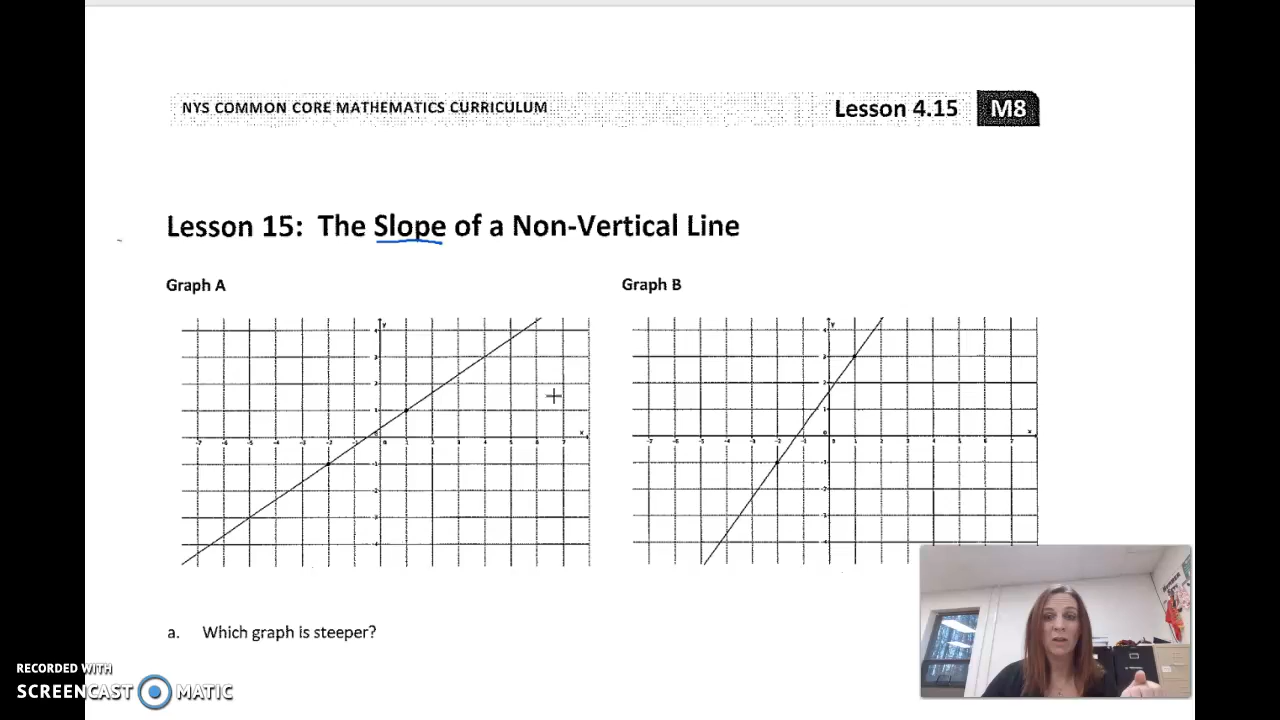 NYS COMMON CORE MATHEMATICS CURRICULUM
Lesson 4.15 M8
Lesson 15: The Slope of a Non-Vertical Line
Graph A
Graph B
a. Which graph is steeper?
RECORDED WITH
SCREENCAST MATIC